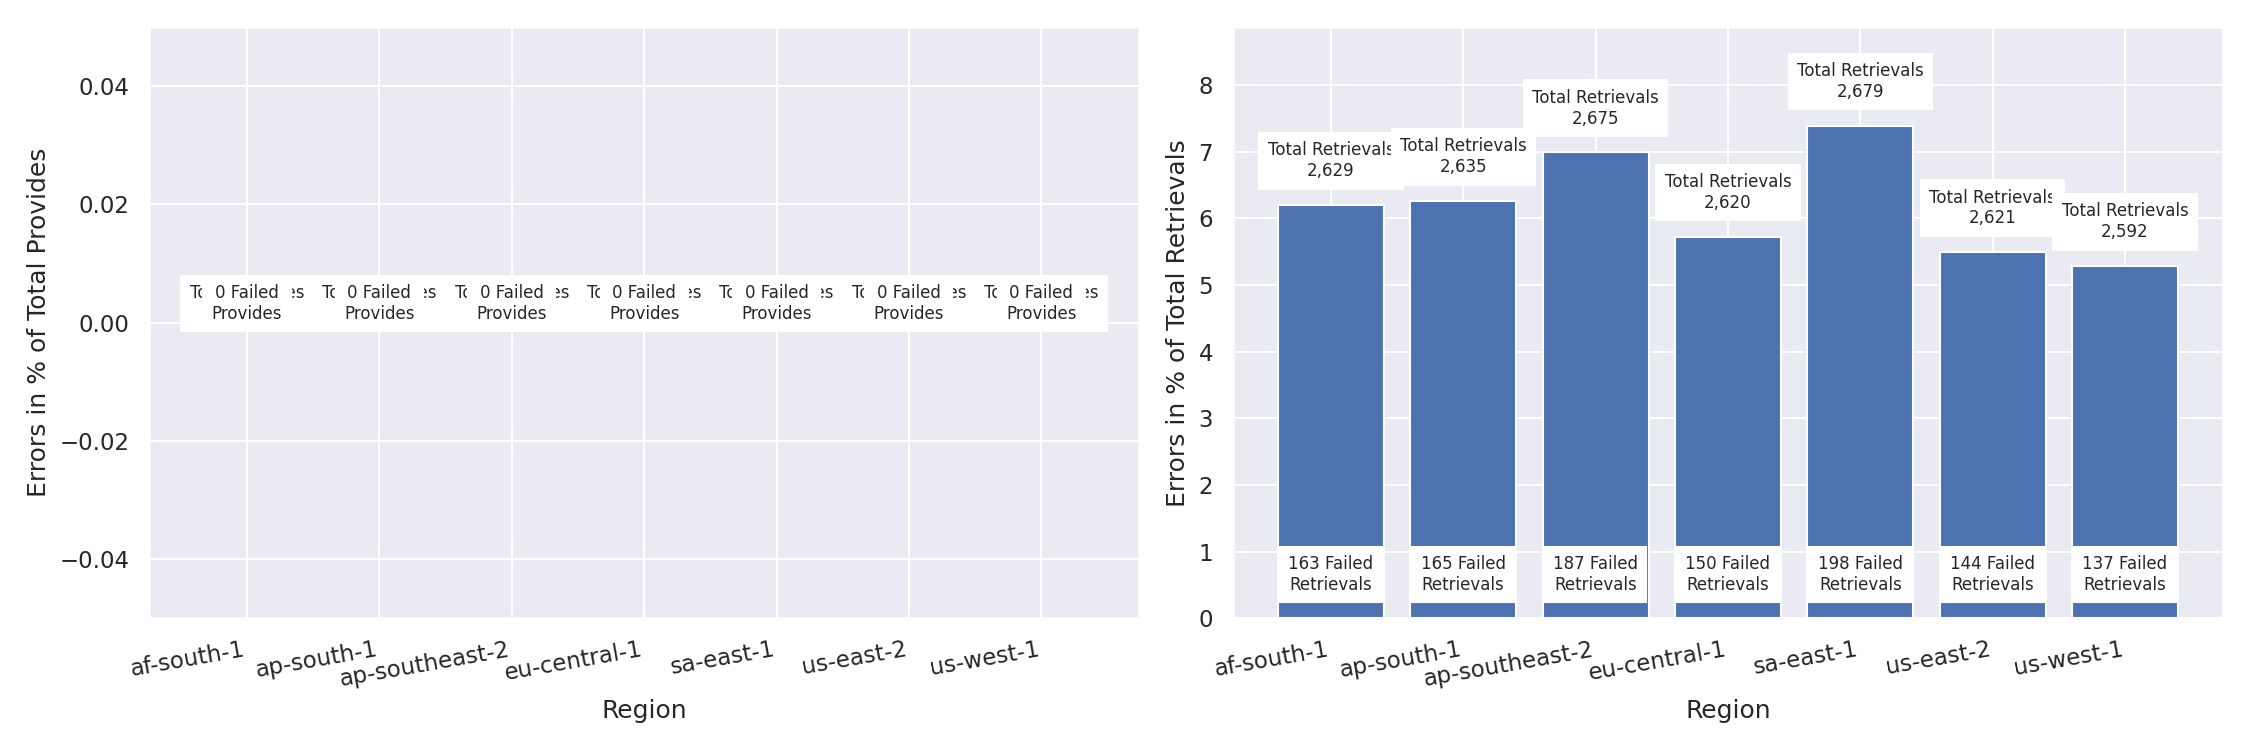 Errors in % of Total Provides
0.04
0.02
0.00
−0.02
−0.04
0 Failed
Provides
0 Failed
Provides
0 Failed
Provides
0 Failed
Provides
0 Failed
Provides
0 Failed
Provides
0 Failed
Provides
af-south-1
ap-south-1
ap-southeast-2
eu-central-1
sa-east-1
us-east-2
us-west-1
Region
Errors in % of Total Retrievals
8
7
6
5
4
3
2
1
0
Total Retrievals
2,629
Total Retrievals
2,635
Total Retrievals
2,675
Total Retrievals
2,620
Total Retrievals
2,679
Total Retrievals
2,621
Total Retrievals
2,592
163 Failed
Retrievals
165 Failed
Retrievals
187 Failed
Retrievals
150 Failed
Retrievals
198 Failed
Retrievals
144 Failed
Retrievals
137 Failed
Retrievals
af-south-1
ap-south-1
ap-southeast-2
eu-central-1
sa-east-1
us-east-2
us-west-1
Region